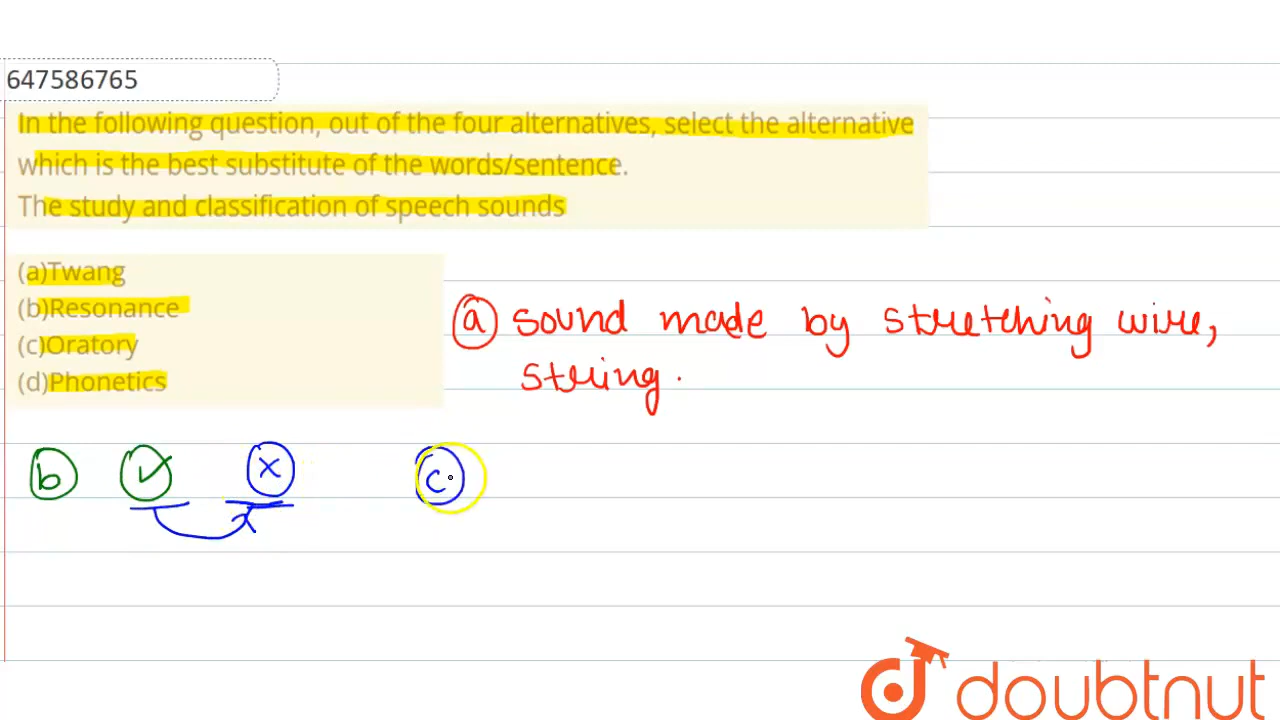 647586765
In the following question, out of the four alternatives, select the alternative
which is the best substitute of the words/sentence.
The study and classification of speech sounds
(a)Twang
(b)Resonance
(c)Oratory
(d)Phonetics
(a) sound made by stretching wire,
string.
b ✓ x c
doubtnut